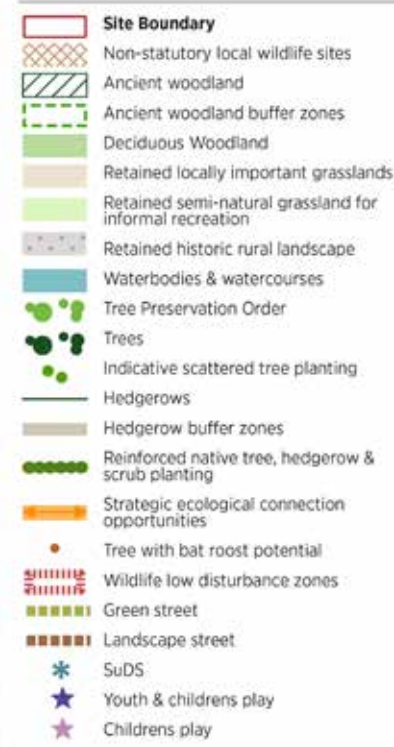 Site Boundary
Non-statutory local wildlife sites
Ancient woodland
Ancient woodland buffer zones
Deciduous Woodland
Retained locally important grasslands
Retained semi-natural grassland for
informal recreation
Retained historic rural landscape
Waterbodies & watercourses
Tree Preservation Order
Trees
Indicative scattered tree planting
Hedgerows
Hedgerow buffer zones
Reinforced native tree, hedgerow &
scrub planting
Strategic ecological connection
opportunities
Tree with bat roost potential
Wildlife low disturbance zones
Green street
Landscape street
SuDS
Youth & childrens play
Childrens play